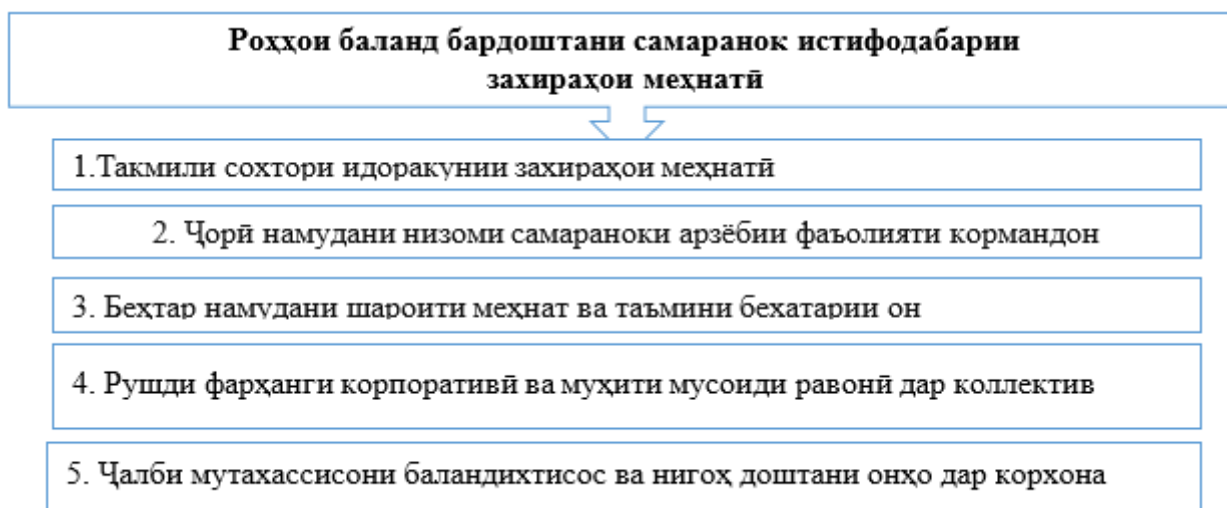 Роҳҳои баланд бардоштани самаранок истифодабарии
захираҳои меҳнатӣ
1.Такмили сохтори идоракунии захираҳои меҳнатӣ
2. Ҷорӣ намудани низоми самараноки арзёбии фаъолияти кормандон
3. Беҳтар намудани шароити меҳнат ва таъмини бехатарии он
4. Рушди фарҳанги корпоративӣ ва муҳити мусоиди равонӣ дар коллектив
5. Ҷалби мутахассисони баландихтисос ва нигоҳ доштани онҳо дар корхона